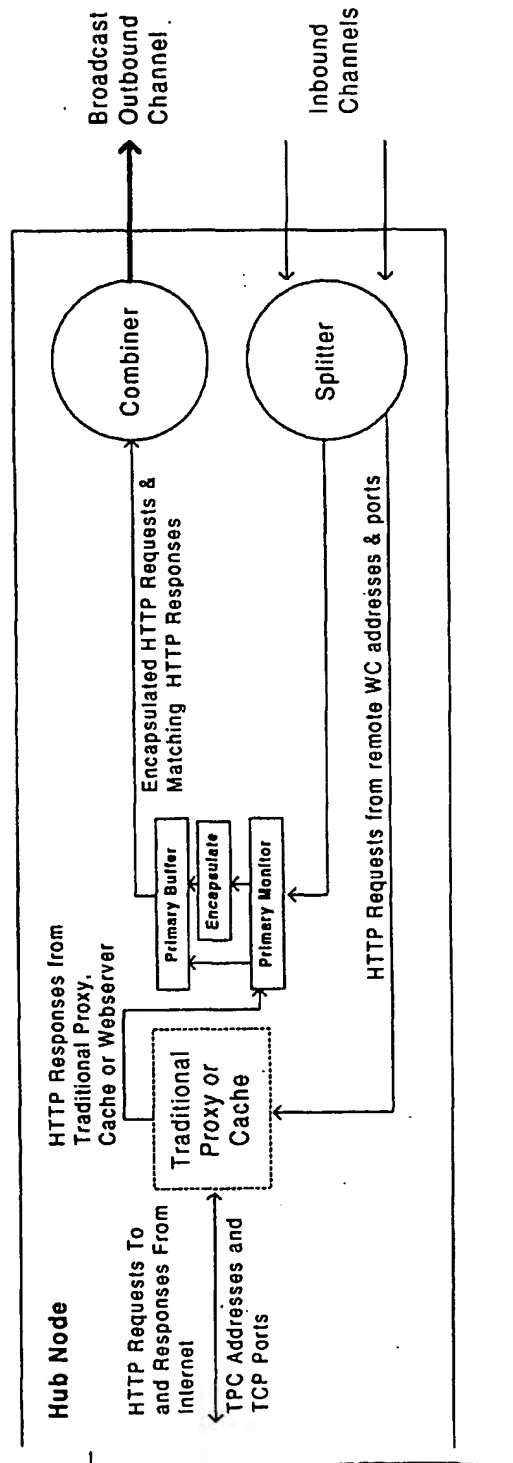 Hub Node
HTTP Requests To
and Responses From
Internet
TPC Addresses and
TCP Ports
HTTP Responses from
Traditional Proxy,
Cache or Webserver
Traditional
Proxy or
Cache
Primary Buffer
Encapsulate
Primary Monitor
Encapsulated HTTP Requests &
Matching HTTP Responses
HTTP Requests from remote WC addresses & ports
Combiner
Splitter
Broadcast
Outbound
Channel
Inbound
Channels